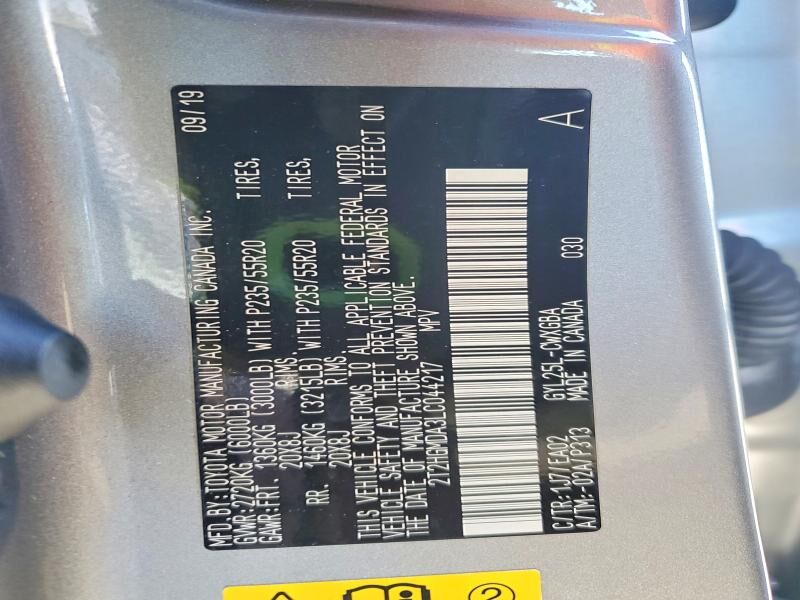 MFD BY:TOYOTA MOTOR MANUFACTURING CANADA INC. 09/19
GVWR:2720KG (6000LB)
GAWR:FRT. 1360KG (3000LB) WITH P235/55R20 TIRES,
20X8J RIMS.
RR. 1460KG (3215LB) WITH P235/55R20 TIRES,
20X8J RIMS.
THIS VEHICLE CONFORMS TO ALL APPLICABLE FEDERAL MOTOR
VEHICLE SAFETY AND THEFT PREVENTION STANDARDS IN EFFECT ON
THE DATE OF MANUFACTURE SHOWN ABOVE.
2T2HGMDA3LC044217 MPV
C/TR:1J7/EA02 GYL25L-CWXGBA 030 A
A/TM:-02A/P313 MADE IN CANADA